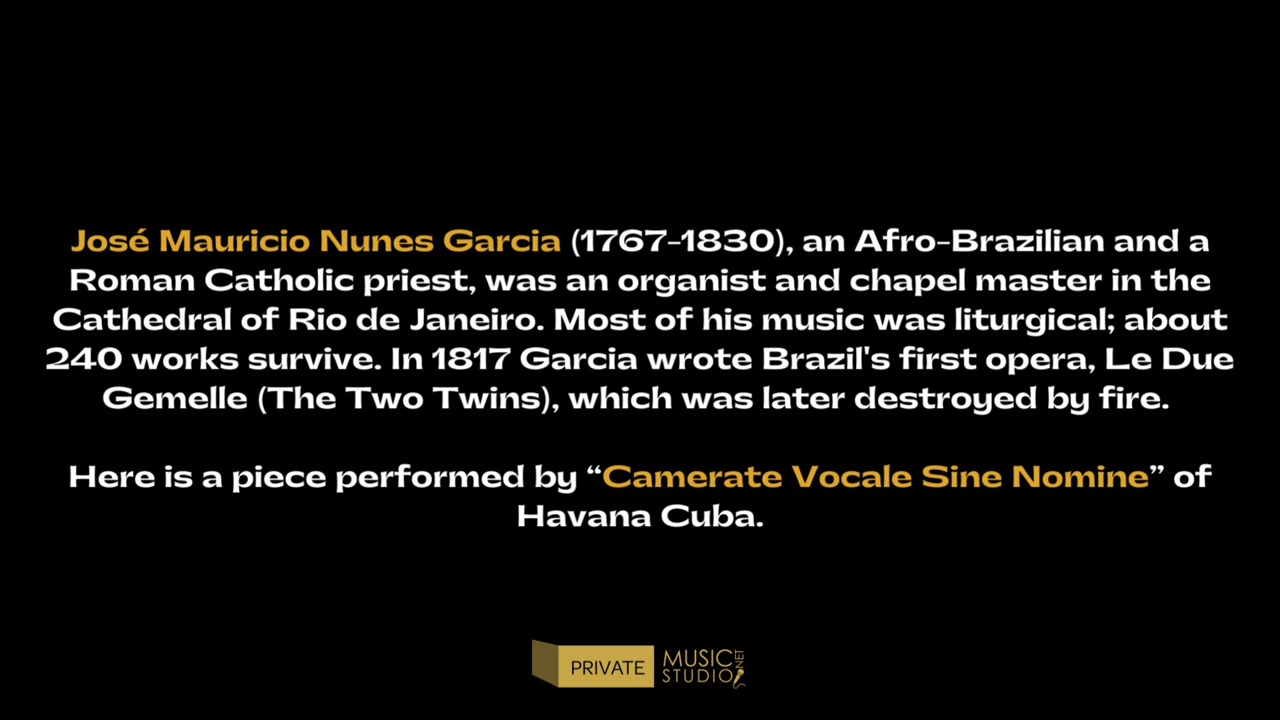 José Mauricio Nunes Garcia (1767-1830), an Afro-Brazilian and a
Roman Catholic priest, was an organist and chapel master in the
Cathedral of Rio de Janeiro. Most of his music was liturgical; about
240 works survive. In 1817 Garcia wrote Brazil's first opera, Le Due
Gemelle (The Two Twins), which was later destroyed by fire.
Here is a piece performed by “Camerate Vocale Sine Nomine” of
Havana Cuba.
PRIVATE
MUSIC
STUDIO
.NET